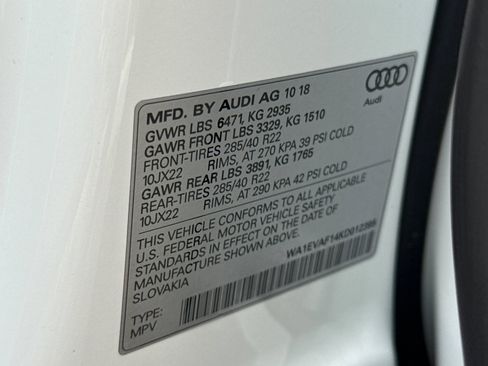 MFD. BY AUDI AG 10 18
GVWR LBS 6471, KG 2935
GAWR FRONT LBS 3329, KG 1510
FRONT-TIRES 285/40 R22
10JX22 RIMS, AT 270 KPA 39 PSI COLD
GAWR REAR LBS 3891, KG 1765
REAR-TIRES 285/40 R22
10JX22 RIMS, AT 290 KPA 42 PSI COLD
THIS VEHICLE CONFORMS TO ALL APPLICABLE
U.S. FEDERAL MOTOR VEHICLE SAFETY
STANDARDS IN EFFECT ON THE DATE OF
MANUFACTURE SHOWN ABOVE.
SLOVAKIA
WA1EVAF14KD012395
TYPE:
MPV
Audi